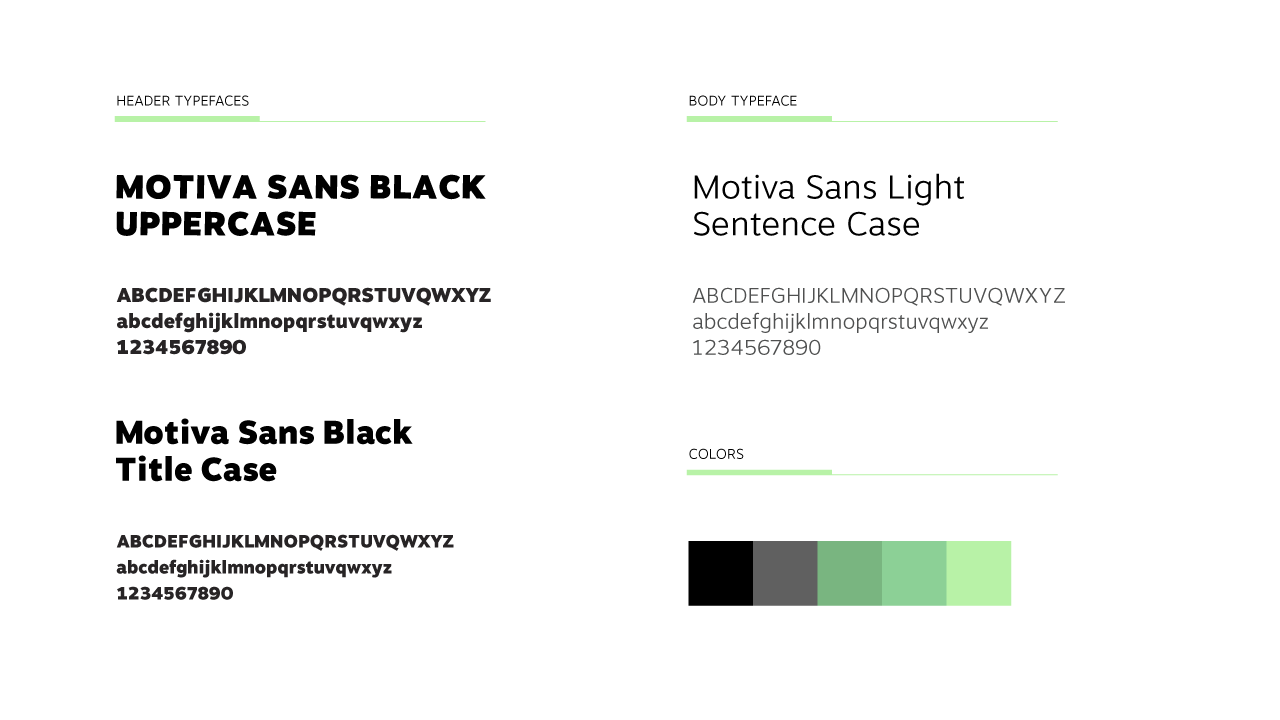 HEADER TYPEFACES
MOTIVA SANS BLACK
UPPERCASE
ABCDEFGHIJKLMNOPQRSTUVQWXYZ
abcdefghijklmnopqrstuvqwxyz
1234567890
Motiva Sans Black
Title Case
ABCDEFGHIJKLMNOPQRSTUVQWXYZ
abcdefghijklmnopqrstuvqwxyz
1234567890
BODY TYPEFACE
Motiva Sans Light
Sentence Case
ABCDEFGHIJKLMNOPQRSTUVQWXYZ
abcdefghijklmnopqrstuvqwxyz
1234567890
COLORS